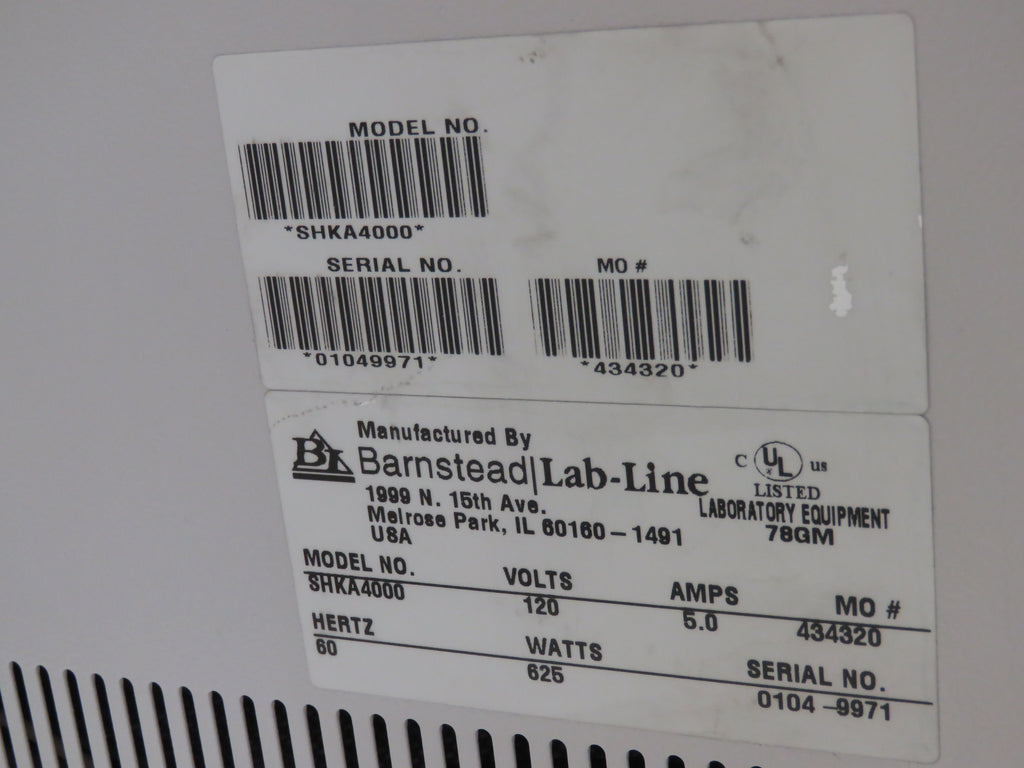 MODEL NO.
*SHKA4000*
SERIAL NO.
*01049971*
MO #
*434320*
Manufactured By
BL Barnstead|Lab-Line
1999 N. 15th Ave.
Melrose Park, IL 60160-1491
USA
C UL us
LISTED
LABORATORY EQUIPMENT
78GM
MODEL NO. VOLTS AMPS MO #
SHKA4000 120 5.0 434320
HERTZ WATTS SERIAL NO.
60 625 0104-9971